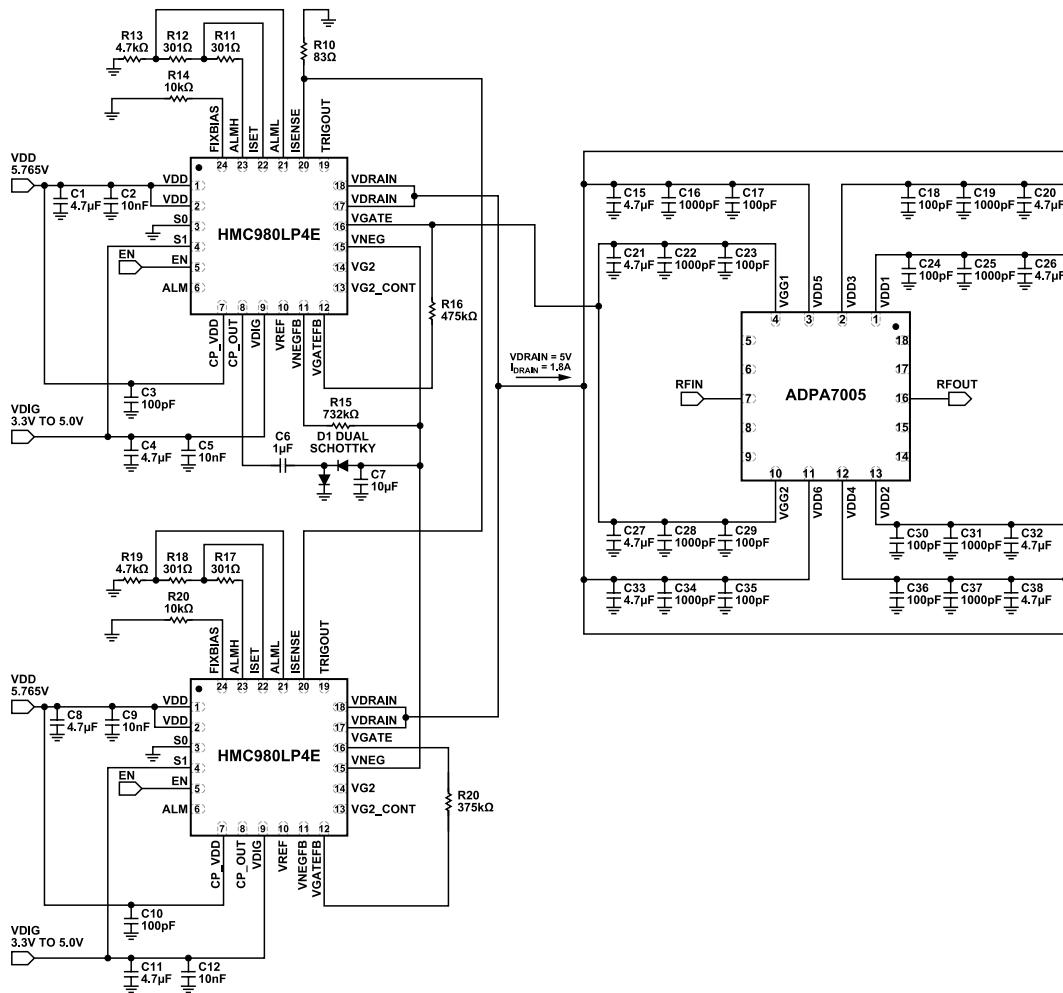 R13
4.7kΩ
R12
301Ω
R11
301Ω
R10
83Ω
R14
10kΩ
FIXBIAS
ALMH
ISET
ALML
ISENSE
TRIGOUT
24
23
22
21
20
19
VDD
5.765V
C1
4.7µF
C2
10nF
VDD
VDD
S0
S1
EN
EN
ALM
1
2
3
4
5
6
HMC980LP4E
18
17
16
15
14
13
VDRAIN
VDRAIN
VGATE
VNEG
VG2
VG2_CONT
7
8
9
10
11
12
CP_VDD
CP_OUT
VDIG
VREF
VNEGFB
VGATEFB
R16
475kΩ
C3
100pF
VDIG
3.3V TO 5.0V
C4
4.7µF
C5
10nF
R15
732kΩ
D1 DUAL
SCHOTTKY
C6
1µF
C7
10µF
VDRAIN = 5V
IDRAIN = 1.8A
C15
4.7µF
C16
1000pF
C17
100pF
C18
100pF
C19
1000pF
C20
4.7µF
C21
4.7µF
C22
1000pF
C23
100pF
C24
100pF
C25
1000pF
C26
4.7µF
VGG1
VDD5
VDD3
VDD1
4
3
2
1
5
6
7
8
9
RFIN
ADPA7005
18
17
16
15
14
RFOUT
10
11
12
13
VGG2
VDD6
VDD4
VDD2
C27
4.7µF
C28
1000pF
C29
100pF
C30
100pF
C31
1000pF
C32
4.7µF
C33
4.7µF
C34
1000pF
C35
100pF
C36
100pF
C37
1000pF
C38
4.7µF
R19
4.7kΩ
R18
301Ω
R17
301Ω
R20
10kΩ
FIXBIAS
ALMH
ISET
ALML
ISENSE
TRIGOUT
24
23
22
21
20
19
VDD
5.765V
C8
4.7µF
C9
10nF
VDD
VDD
S0
S1
EN
EN
ALM
1
2
3
4
5
6
HMC980LP4E
18
17
16
15
14
13
VDRAIN
VDRAIN
VGATE
VNEG
VG2
VG2_CONT
7
8
9
10
11
12
CP_VDD
CP_OUT
VDIG
VREF
VNEGFB
VGATEFB
R20
375kΩ
C10
100pF
VDIG
3.3V TO 5.0V
C11
4.7µF
C12
10nF